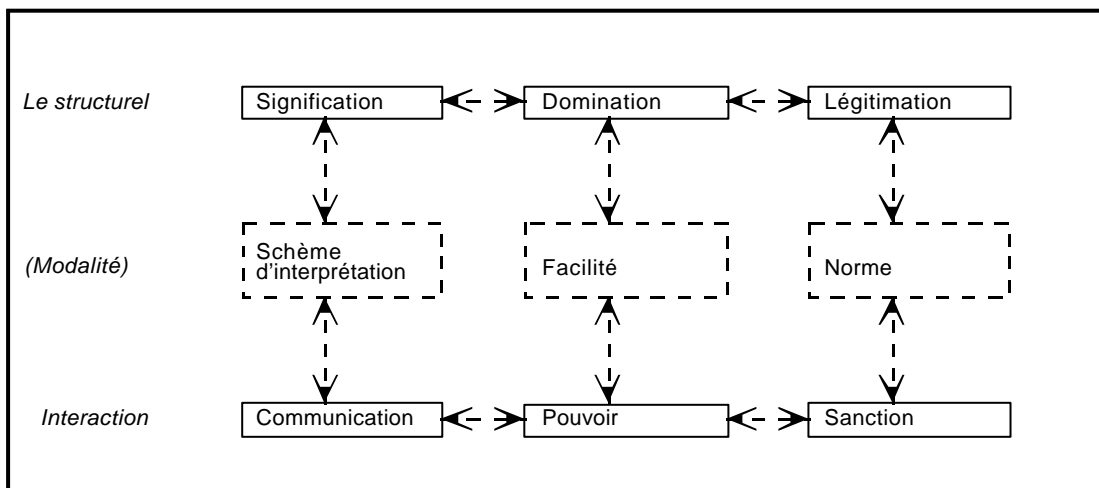 Le structurel
Signification
Domination
Légitimation
(Modalité)
Schème
d'interprétation
Facilité
Norme
Interaction
Communication
Pouvoir
Sanction